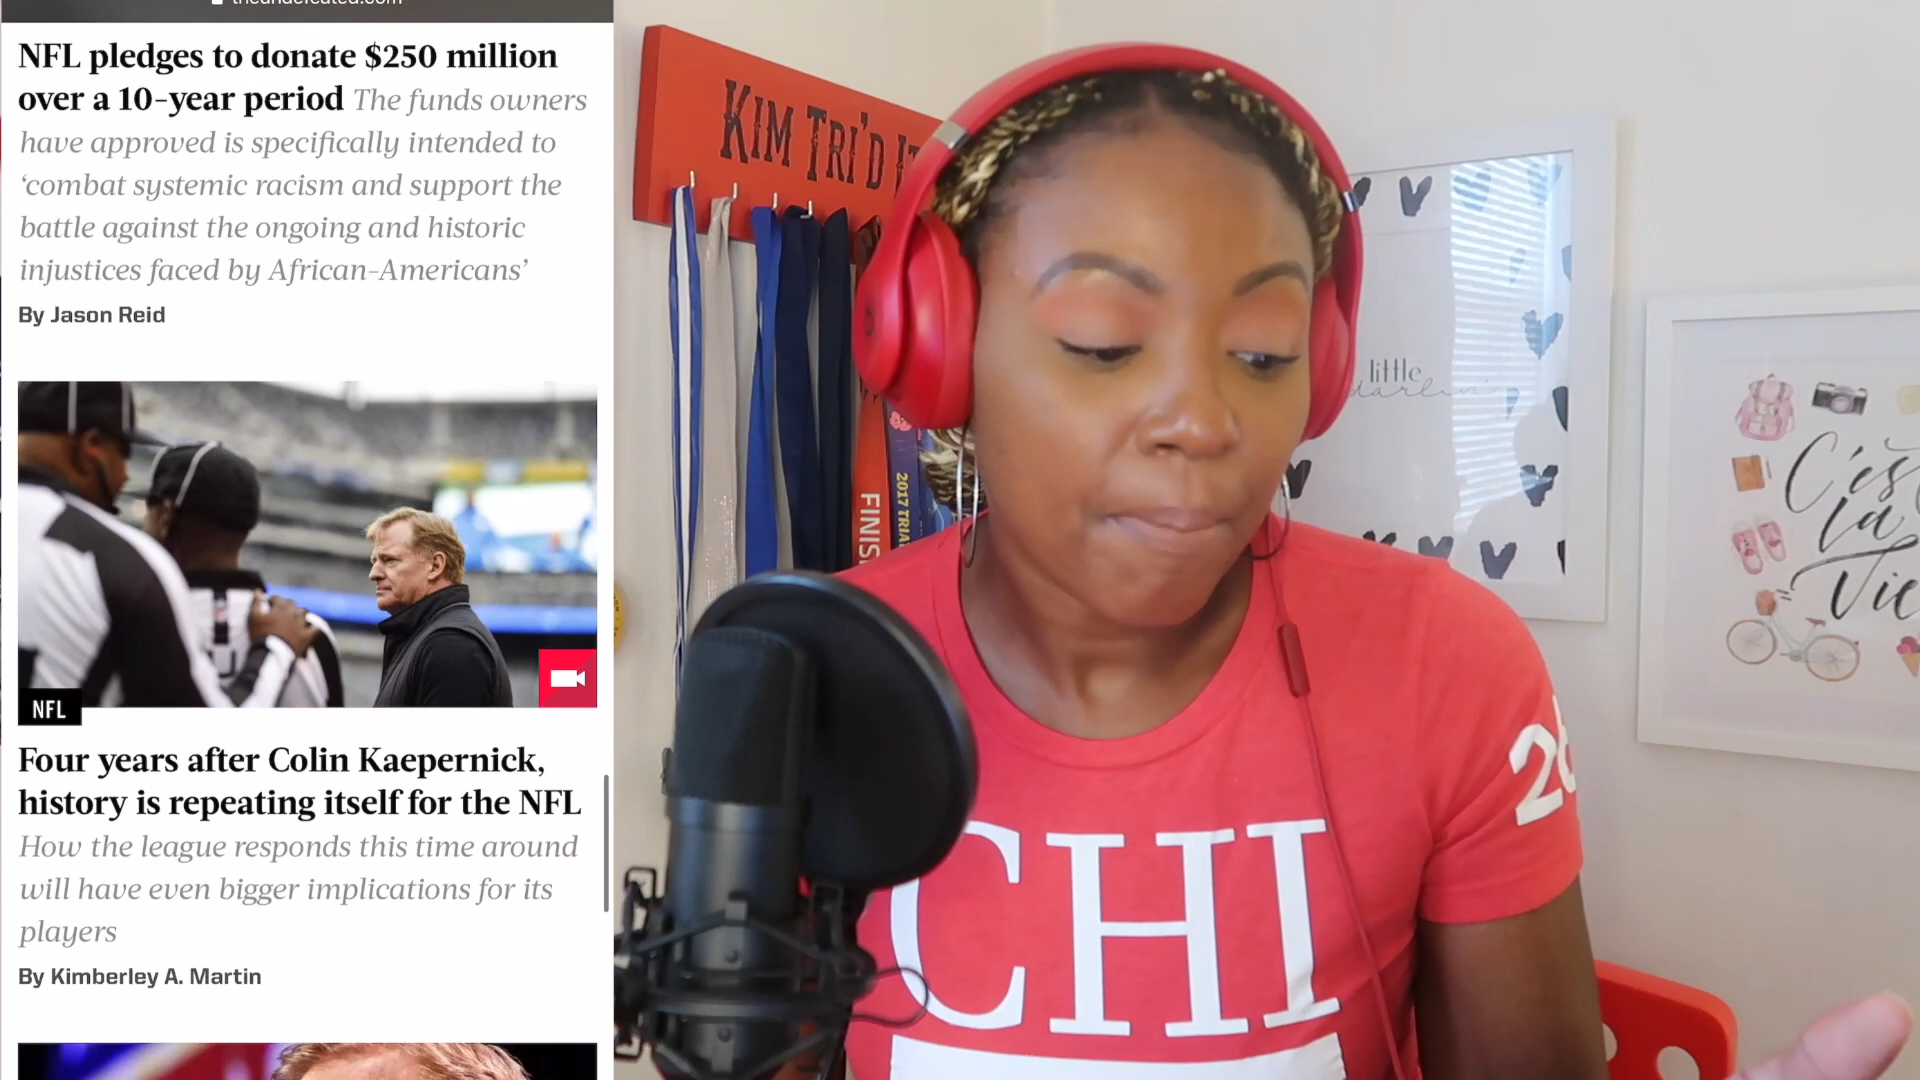 theundefeated.com
NFL pledges to donate $250 million
over a 10-year period The funds owners
have approved is specifically intended to
‘combat systemic racism and support the
battle against the ongoing and historic
injustices faced by African-Americans’
By Jason Reid
NFL
Four years after Colin Kaepernick,
history is repeating itself for the NFL
How the league responds this time around
will have even bigger implications for its
players
By Kimberley A. Martin
KIM TRI'D
FINIS
2017 TRIA
little
darlin'
C'est
la
Vie
CHI
26